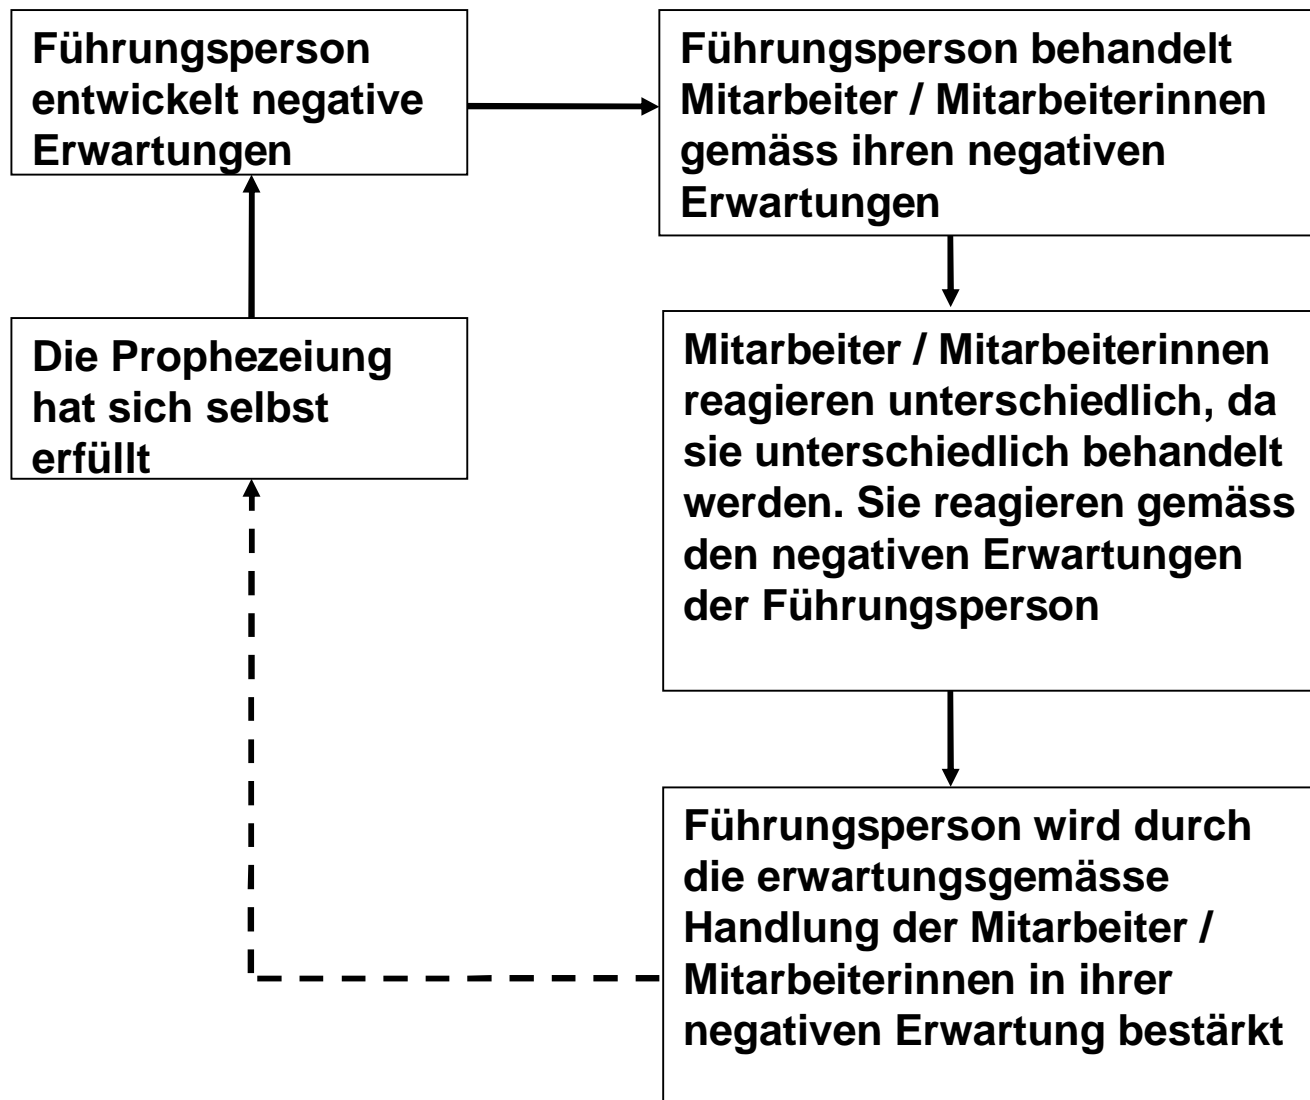 Führungsperson
entwickelt negative
Erwartungen
Führungsperson behandelt
Mitarbeiter / Mitarbeiterinnen
gemäss ihren negativen
Erwartungen
Mitarbeiter / Mitarbeiterinnen
reagieren unterschiedlich, da
sie unterschiedlich behandelt
werden. Sie reagieren gemäss
den negativen Erwartungen
der Führungsperson
Führungsperson wird durch
die erwartungsgemässe
Handlung der Mitarbeiter /
Mitarbeiterinnen in ihrer
negativen Erwartung bestärkt
Die Prophezeiung
hat sich selbst
erfüllt